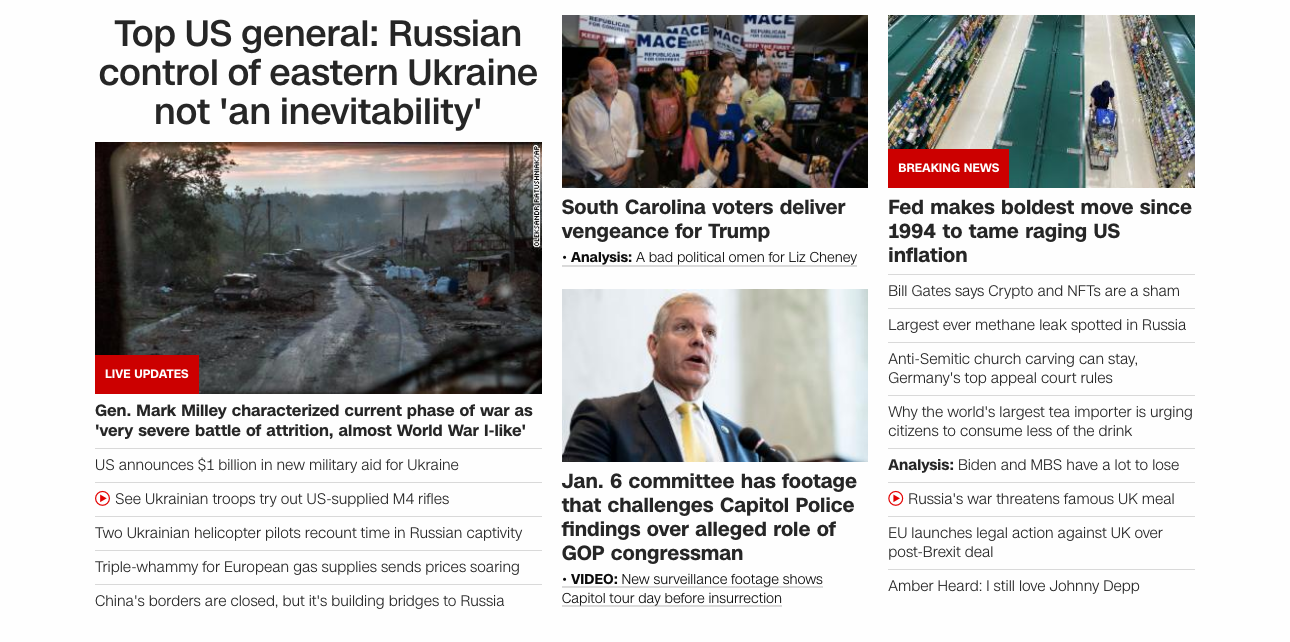 Top US general: Russian
control of eastern Ukraine
not 'an inevitability'
OLEKSANDR RATUSHNIAK/AP
LIVE UPDATES
Gen. Mark Milley characterized current phase of war as
'very severe battle of attrition, almost World War I-like'
US announces $1 billion in new military aid for Ukraine
See Ukrainian troops try out US-supplied M4 rifles
Two Ukrainian helicopter pilots recount time in Russian captivity
Triple-whammy for European gas supplies sends prices soaring
China's borders are closed, but it's building bridges to Russia
REPUBLICAN
MACE
MACE
MACE
REPUBLICAN
FOR CONGRESS
South Carolina voters deliver
vengeance for Trump
• Analysis: A bad political omen for Liz Cheney
Jan. 6 committee has footage
that challenges Capitol Police
findings over alleged role of
GOP congressman
• VIDEO: New surveillance footage shows
Capitol tour day before insurrection
BREAKING NEWS
Fed makes boldest move since
1994 to tame raging US
inflation
Bill Gates says Crypto and NFTs are a sham
Largest ever methane leak spotted in Russia
Anti-Semitic church carving can stay,
Germany's top appeal court rules
Why the world's largest tea importer is urging
citizens to consume less of the drink
Analysis: Biden and MBS have a lot to lose
Russia's war threatens famous UK meal
EU launches legal action against UK over
post-Brexit deal
Amber Heard: I still love Johnny Depp